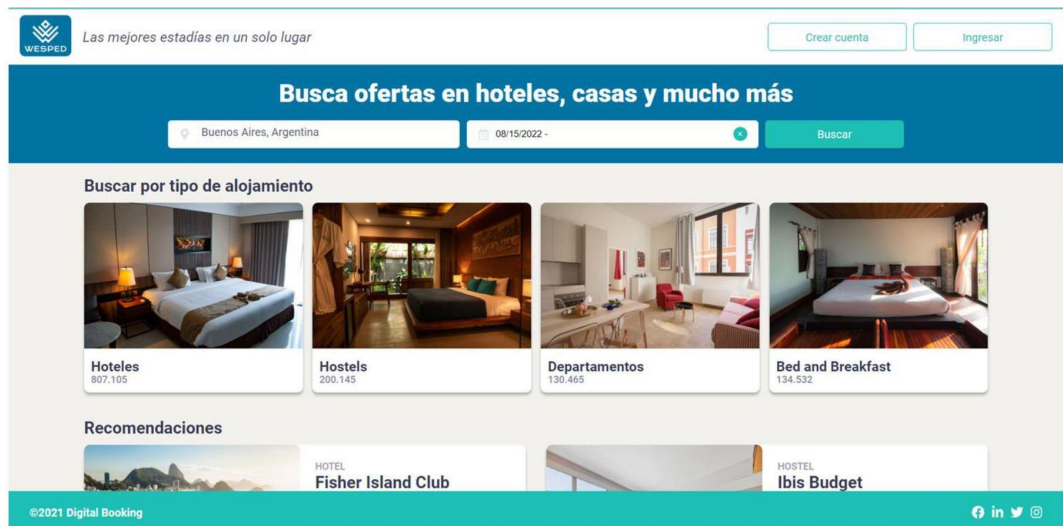 WESPED
Las mejores estadías en un solo lugar
Crear cuenta
Ingresar
Busca ofertas en hoteles, casas y mucho más
Buenos Aires, Argentina
08/15/2022 -
Buscar
Buscar por tipo de alojamiento
Hoteles
807.105
Hostels
200.145
Departamentos
130.465
Bed and Breakfast
134.532
Recomendaciones
HOTEL
Fisher Island Club
HOSTEL
Ibis Budget
©2021 Digital Booking